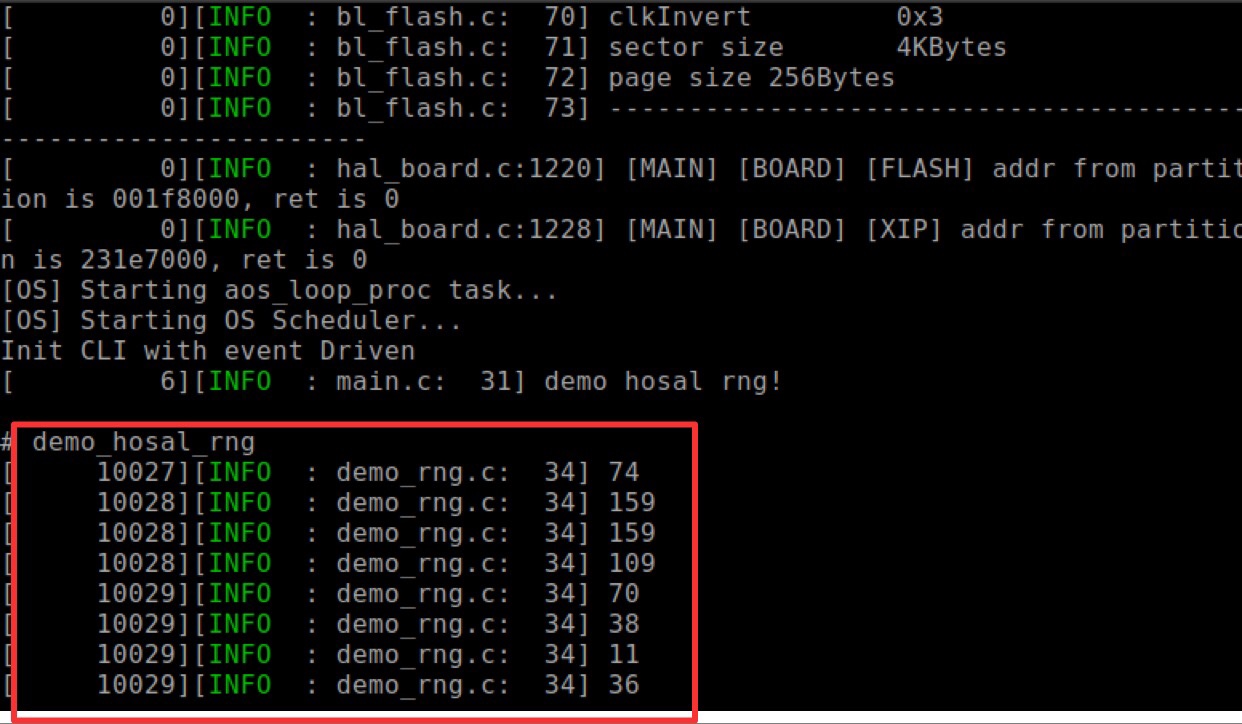 [         0][INFO  : bl_flash.c:  70] clkInvert         0x3
[         0][INFO  : bl_flash.c:  71] sector size       4KBytes
[         0][INFO  : bl_flash.c:  72] page size 256Bytes
[         0][INFO  : bl_flash.c:  73] ----------------------------------------
-----------------------
[         0][INFO  : hal_board.c:1220] [MAIN] [BOARD] [FLASH] addr from partit
ion is 001f8000, ret is 0
[         0][INFO  : hal_board.c:1228] [MAIN] [BOARD] [XIP] addr from partitio
n is 231e7000, ret is 0
[OS] Starting aos_loop_proc task...
[OS] Starting OS Scheduler...
Init CLI with event Driven
[         6][INFO  : main.c:  31] demo hosal rng!
# demo_hosal_rng
[     10027][INFO  : demo_rng.c:  34] 74
[     10028][INFO  : demo_rng.c:  34] 159
[     10028][INFO  : demo_rng.c:  34] 159
[     10028][INFO  : demo_rng.c:  34] 109
[     10029][INFO  : demo_rng.c:  34] 70
[     10029][INFO  : demo_rng.c:  34] 38
[     10029][INFO  : demo_rng.c:  34] 11
[     10029][INFO  : demo_rng.c:  34] 36